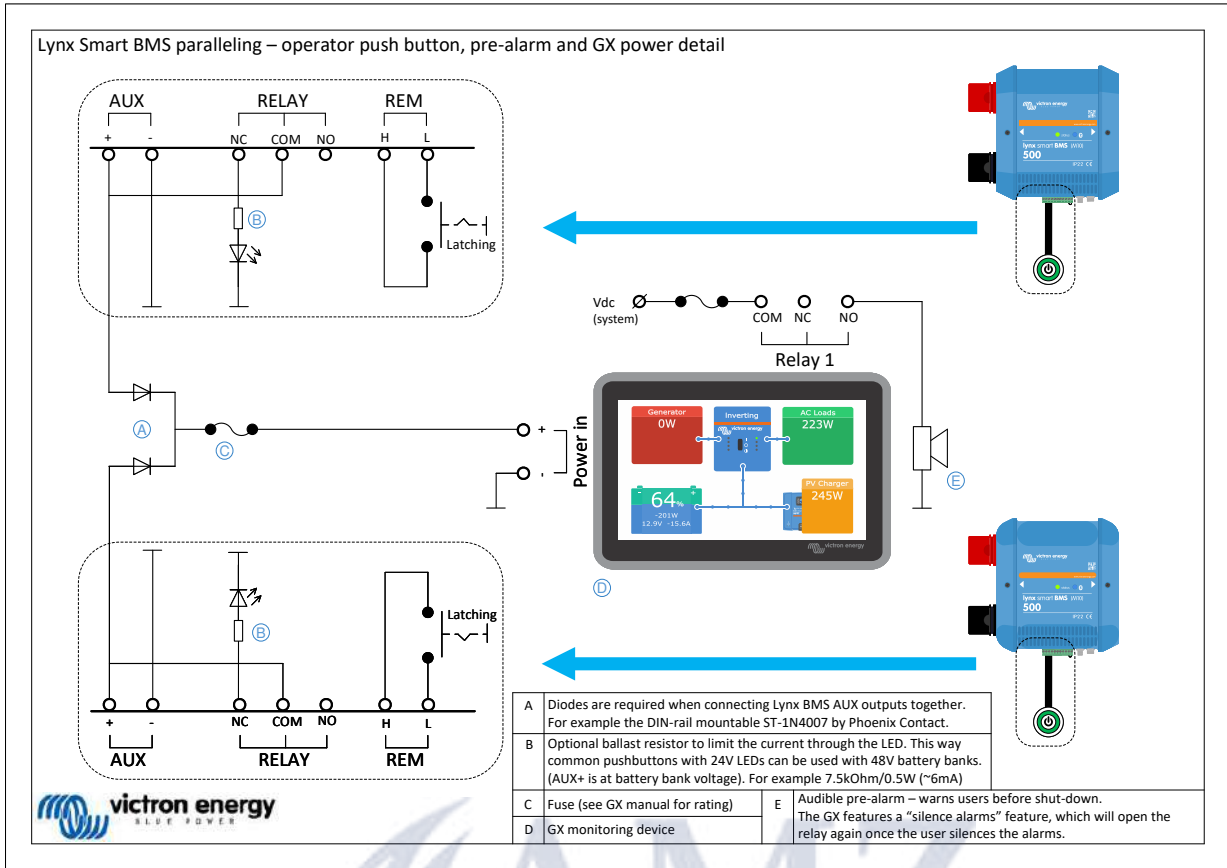 Lynx Smart BMS paralleling – operator push button, pre-alarm and GX power detail
AUX
RELAY
REM
+
-
NC
COM
NO
H
L
B
Latching
victron energy
lynx smart BMS
500
IP22
Vdc
(system)
COM
NC
NO
Relay 1
A
C
+
-
Power in
Generator
0W
Inverting
victron energy
AC Loads
223W
64%
-201W
12.9V -15.6A
PV Charger
245W
victron energy
D
E
B
Latching
+
-
NC
COM
NO
H
L
AUX
RELAY
REM
victron energy
lynx smart BMS
500
IP22
A Diodes are required when connecting Lynx BMS AUX outputs together.
For example the DIN-rail mountable ST-1N4007 by Phoenix Contact.
B Optional ballast resistor to limit the current through the LED. This way
common pushbuttons with 24V LEDs can be used with 48V battery banks.
(AUX+ is at battery bank voltage). For example 7.5kOhm/0.5W (~6mA)
C Fuse (see GX manual for rating)
D GX monitoring device
E Audible pre-alarm – warns users before shut-down.
The GX features a “silence alarms” feature, which will open the
relay again once the user silences the alarms.
victron energy
BLUE POWER